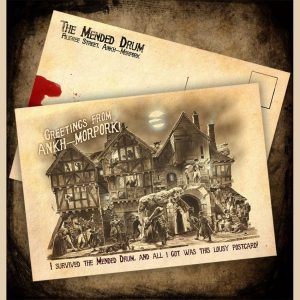 The Mended Drum
Filigree Street, Ankh-Morpork
Greetings from
Ankh-Morpork!
I survived the Mended Drum, and all I got was this lousy postcard!